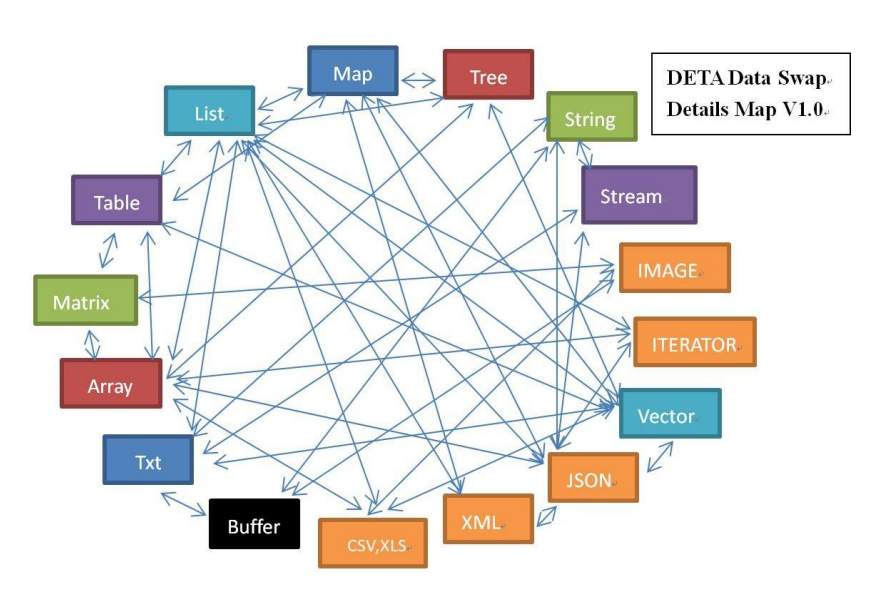 Map
Tree
DETA Data Swap
Details Map V1.0
List
String
Table
Stream
IMAGE
Matrix
ITERATOR
Array
Vector
Txt
JSON
Buffer
XML
CSV,XLS